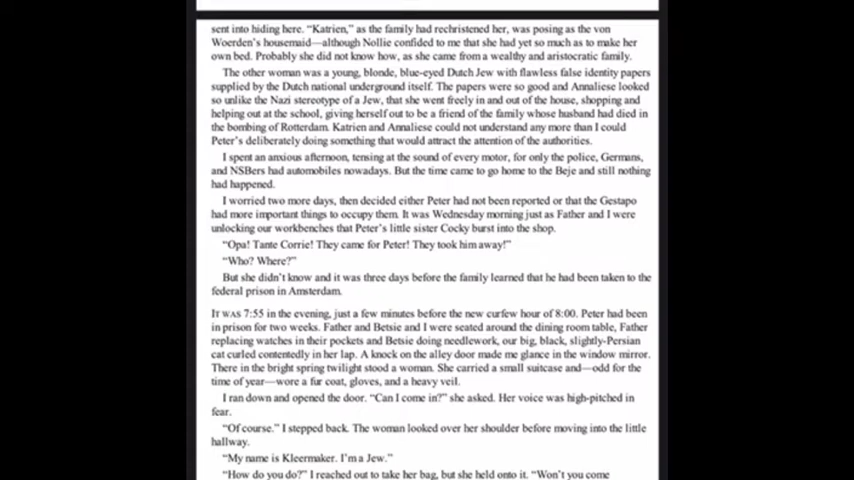 sent into hiding here. “Katrien,” as the family had rechristened her, was posing as the von
Woerden’s housemaid—although Nollie confided to me that she had yet so much as to make her
own bed. Probably she did not know how, as she came from a wealthy and aristocratic family.
The other woman was a young, blonde, blue-eyed Dutch Jew with flawless false identity papers
supplied by the Dutch national underground itself. The papers were so good and Annaliese looked
so unlike the Nazi stereotype of a Jew, that she went freely in and out of the house, shopping and
helping out at the school, giving herself out to be a friend of the family whose husband had died in
the bombing of Rotterdam. Katrien and Annaliese could not understand any more than I could
Peter’s deliberately doing something that would attract the attention of the authorities.
I spent an anxious afternoon, tensing at the sound of every motor, for only the police, Germans,
and NSBers had automobiles nowadays. But the time came to go home to the Beje and still nothing
had happened.
I worried two more days, then decided either Peter had not been reported or that the Gestapo
had more important things to occupy them. It was Wednesday morning just as Father and I were
unlocking our workbenches that Peter’s little sister Cocky burst into the shop.
“Opa! Tante Corrie! They came for Peter! They took him away!”
“Who? Where?”
But she didn’t know and it was three days before the family learned that he had been taken to the
federal prison in Amsterdam.
IT WAS 7:55 in the evening, just a few minutes before the new curfew hour of 8:00. Peter had been
in prison for two weeks. Father and Betsie and I were seated around the dining room table, Father
replacing watches in their pockets and Betsie doing needlework, our big, black, slightly-Persian
cat curled contentedly in her lap. A knock on the alley door made me glance in the window mirror.
There in the bright spring twilight stood a woman. She carried a small suitcase and—odd for the
time of year—wore a fur coat, gloves, and a heavy veil.
I ran down and opened the door. “Can I come in?” she asked. Her voice was high-pitched in
fear.
“Of course.” I stepped back. The woman looked over her shoulder before moving into the little
hallway.
“My name is Kleermaker. I’m a Jew.”
“How do you do?” I reached out to take her bag, but she held onto it. “Won’t you come